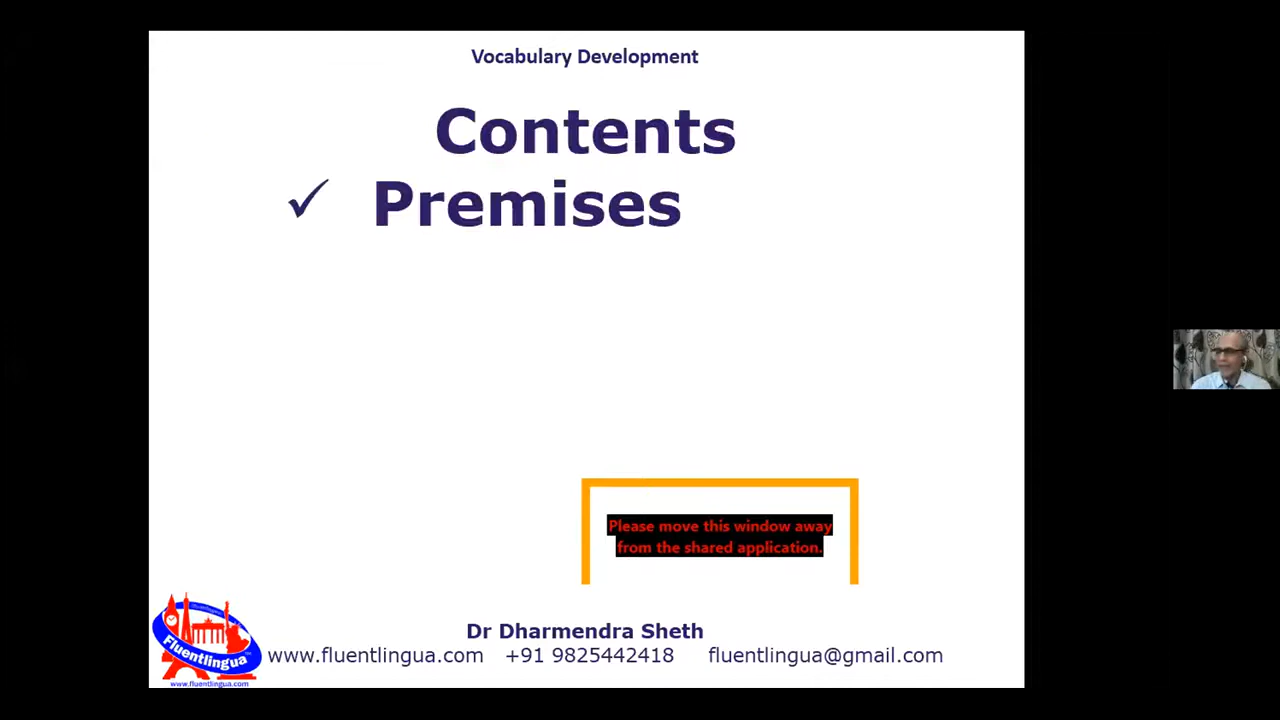 Vocabulary Development
Contents
✓ Premises
Please move this window away
from the shared application.
Dr Dharmendra Sheth
www.fluentlingua.com +91 9825442418 fluentlingua@gmail.com
Fluentlingua
www.fluentlingua.com